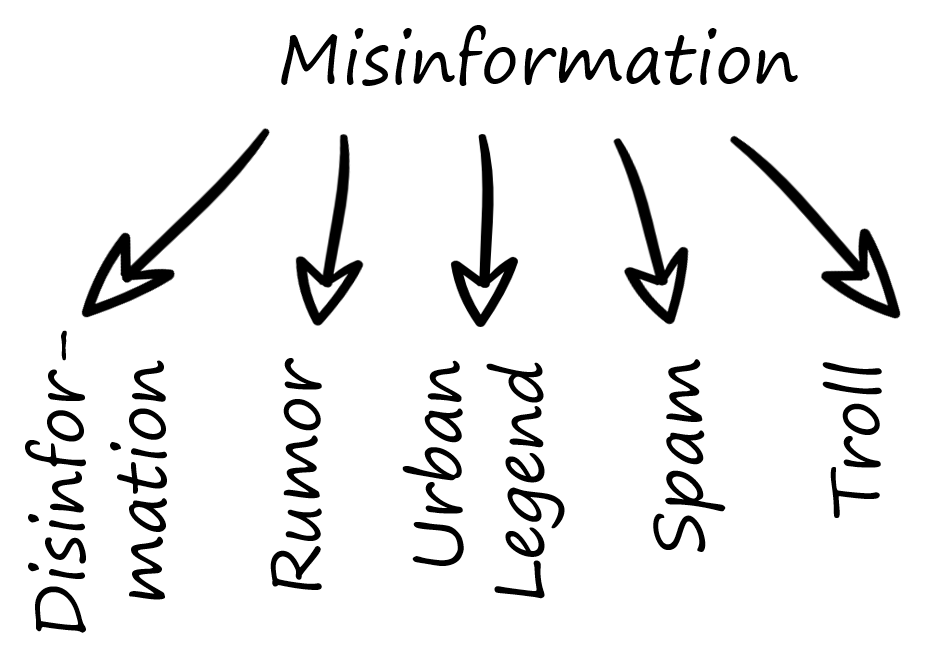 Misinformation
Disinfor-
mation
Rumor
Urban
Legend
Spam
Troll